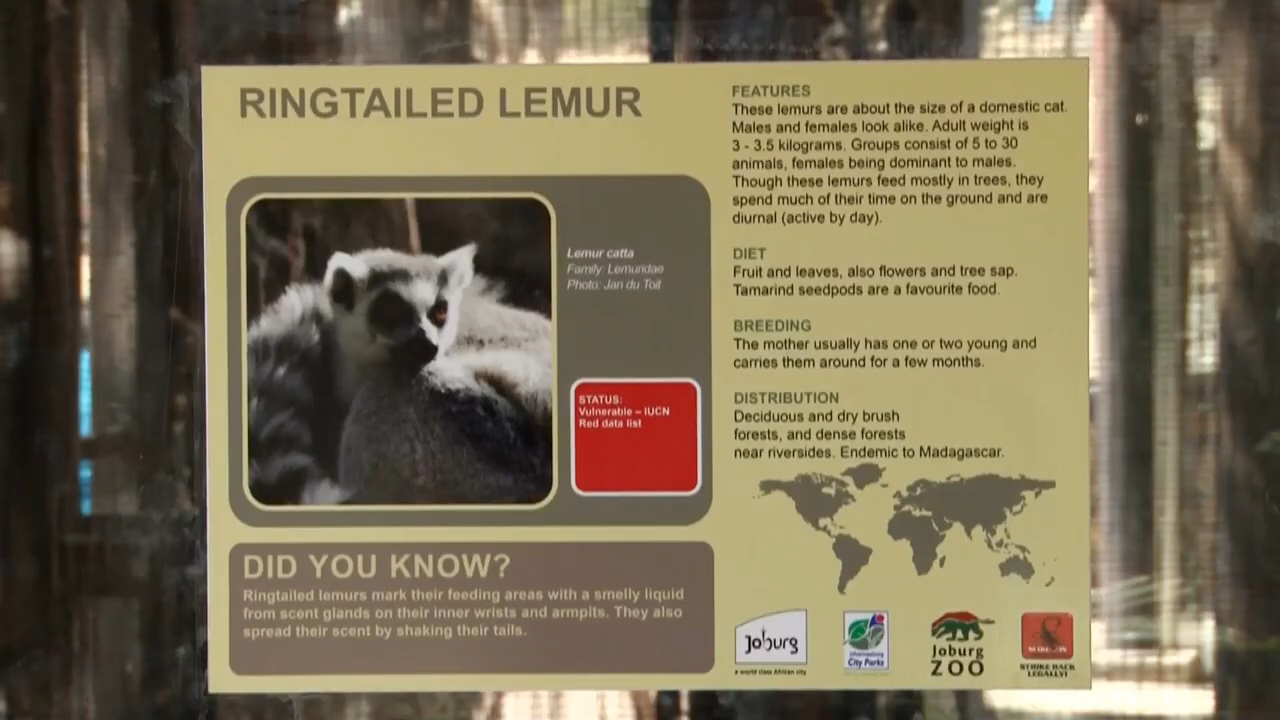 RINGTAILED LEMUR
Lemur catta
Family: Lemuridae
Photo: Jan du Toit
STATUS:
Vulnerable – IUCN
Red data list
DID YOU KNOW?
Ringtailed lemurs mark their feeding areas with a smelly liquid
from scent glands on their inner wrists and armpits. They also
spread their scent by shaking their tails.
FEATURES
These lemurs are about the size of a domestic cat.
Males and females look alike. Adult weight is
3 - 3.5 kilograms. Groups consist of 5 to 30
animals, females being dominant to males.
Though these lemurs feed mostly in trees, they
spend much of their time on the ground and are
diurnal (active by day).
DIET
Fruit and leaves, also flowers and tree sap.
Tamarind seedpods are a favourite food.
BREEDING
The mother usually has one or two young and
carries them around for a few months.
DISTRIBUTION
Deciduous and dry brush
forests, and dense forests
near riversides. Endemic to Madagascar.
Joburg
a world class African city
Johannesburg
City Parks
Joburg
ZOO
SCORPION
STRIKE BACK
LEGALLY!